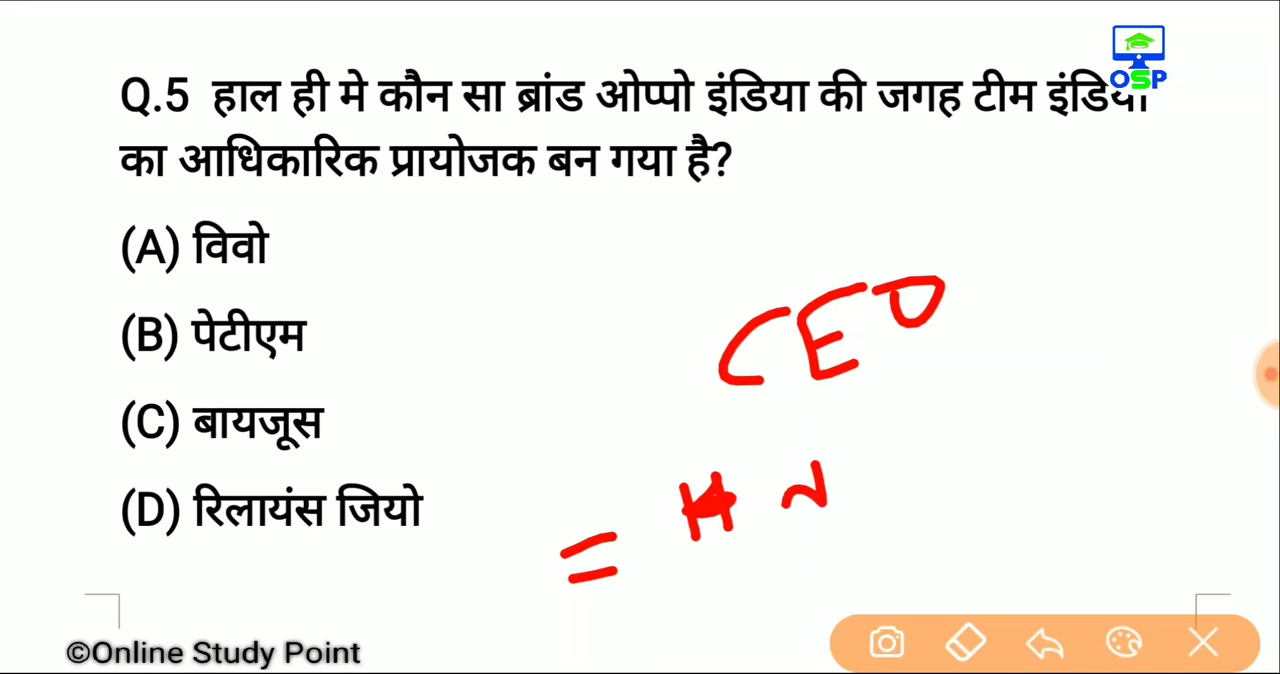 OSP
Q.5 हाल ही मे कौन सा ब्रांड ओप्पो इंडिया की जगह टीम इंडिया
का आधिकारिक प्रायोजक बन गया है?
(A) विवो
(B) पेटीएम
(C) बायजूस
(D) रिलायंस जियो
CEO
=
©Online Study Point